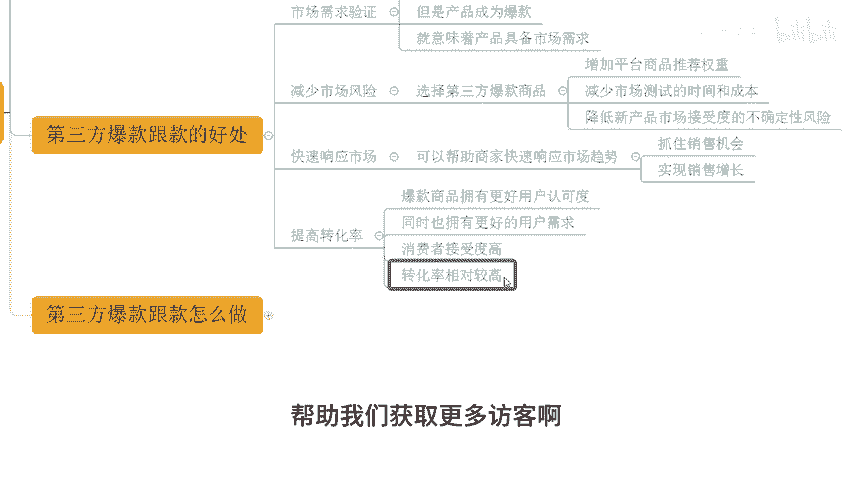 市场需求验证
但是产品成为爆款
就意味着产品具备市场需求
减少市场风险
选择第三方爆款商品
增加平台商品推荐权重
减少市场测试的时间和成本
降低新产品市场接受度的不确定性风险
第三方爆款跟款的好处
快速响应市场
可以帮助商家快速响应市场趋势
抓住销售机会
实现销售增长
提高转化率
爆款商品拥有更好用户认可度
同时也拥有更好的用户需求
消费者接受度高
转化率相对较高
第三方爆款跟款怎么做
帮助我们获取更多访客啊